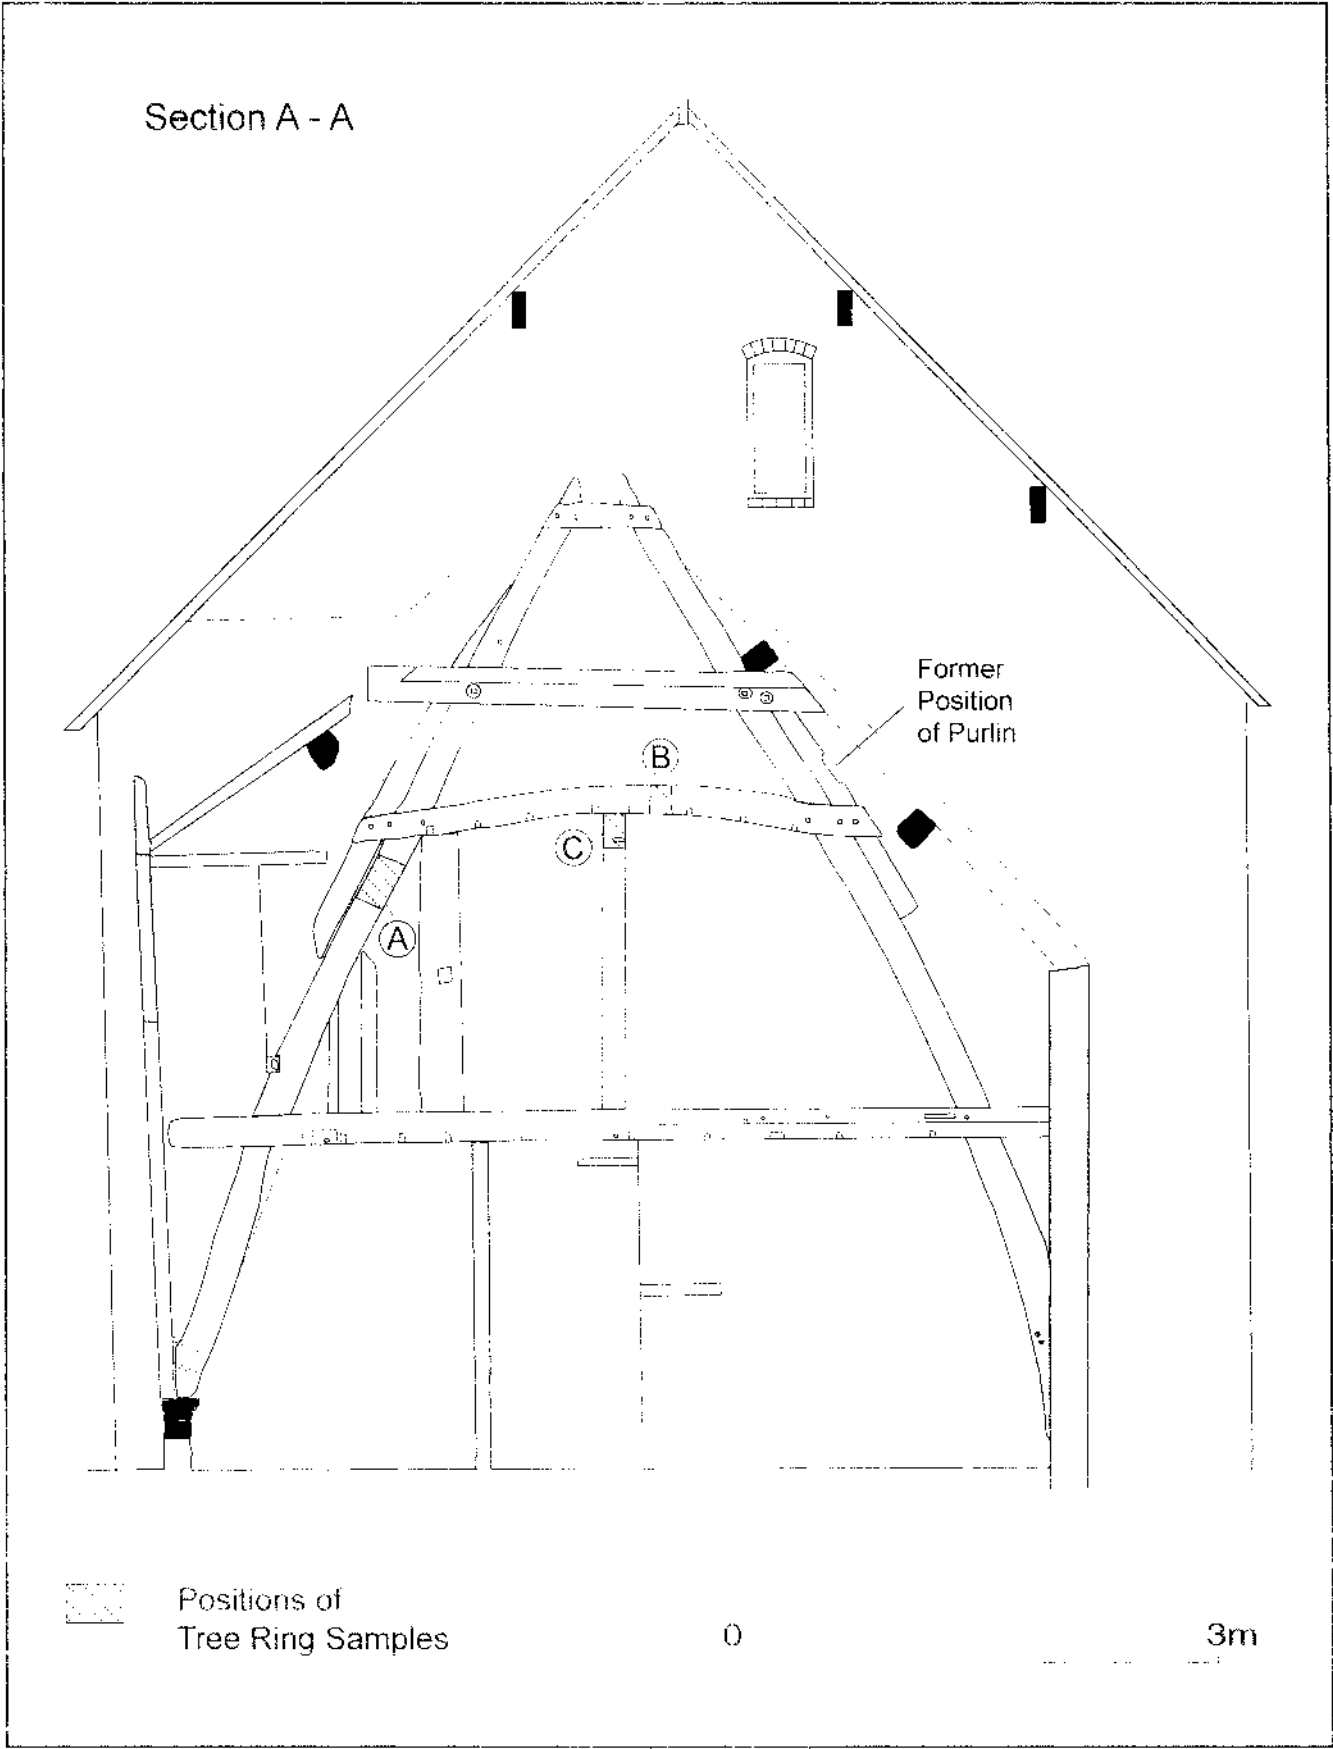 Section A - A
Former
Position
of Purlin
B
C
A
Positions of
Tree Ring Samples
0 3m